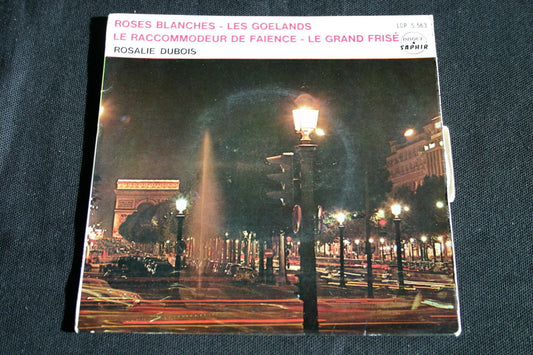 ROSES BLANCHES - LES GOELANDS
LE RACCOMMODEUR DE FAIENCE - LE GRAND FRISÉ
ROSALIE DUBOIS
LDP 5 563
SAPHIR